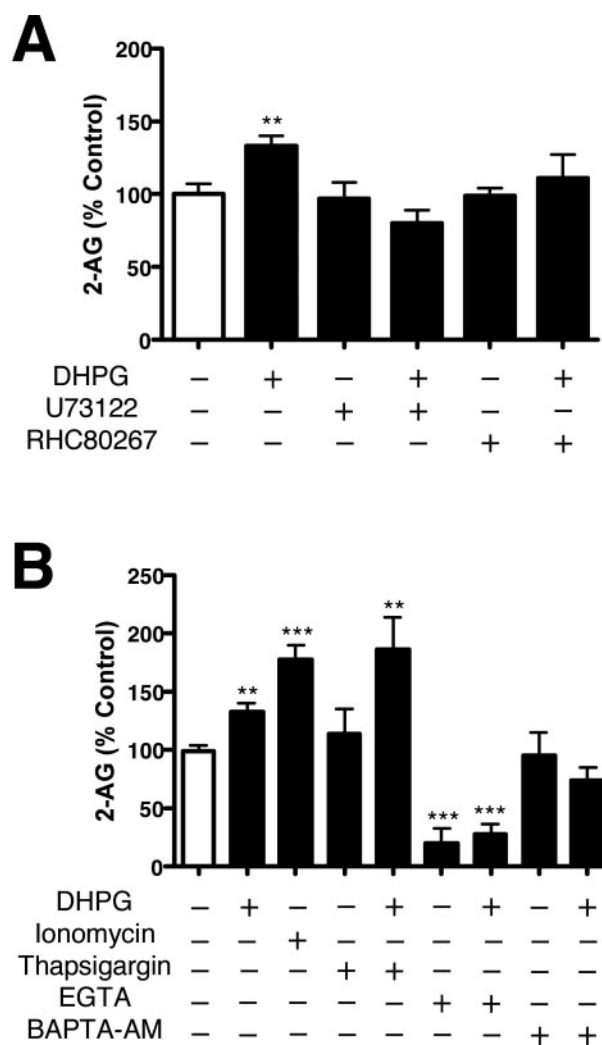 A
200
**
150
100
50
0
2-AG (% Control)
DHPG − + − + − +
U73122 − − + + − −
RHC80267 − − − − + +
B
250
**
200
***
**
150
100
50
***
***
0
2-AG (% Control)
DHPG − + − − + − + − +
Ionomycin − − + − − − − − −
Thapsigargin − − − + + − − − −
EGTA − − − − − + + − −
BAPTA-AM − − − − − − − + +